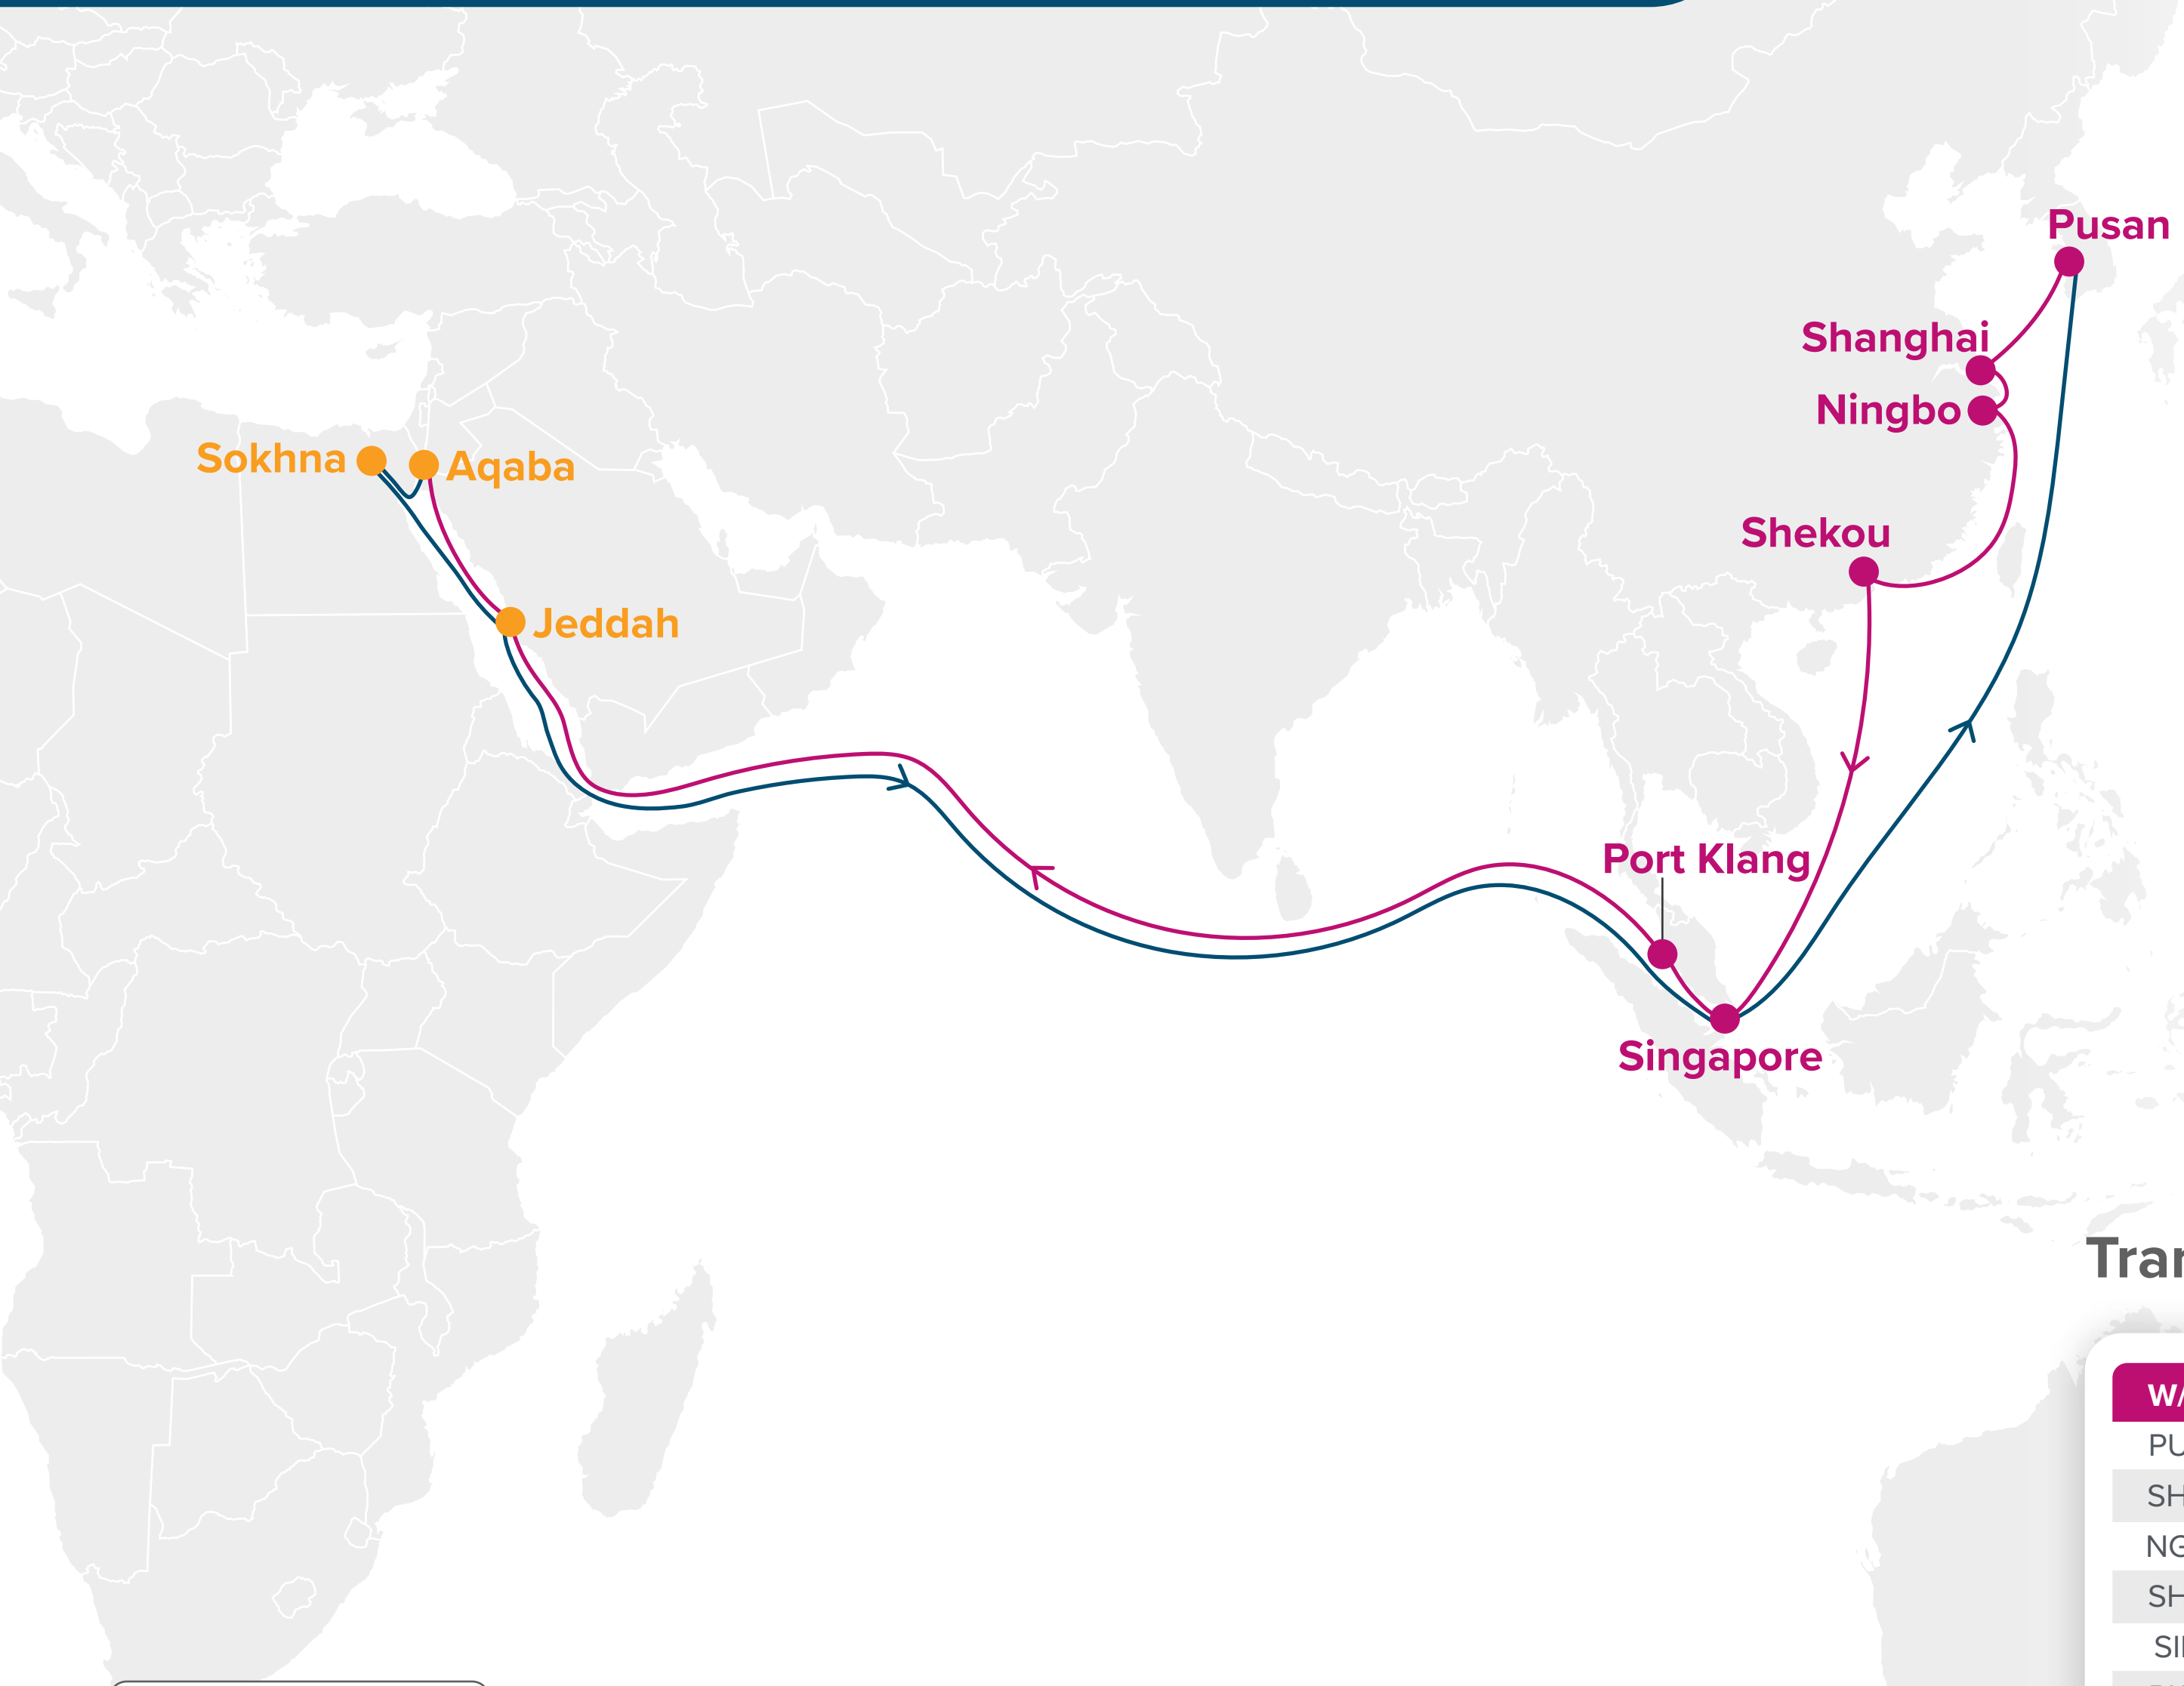 Pusan
Shanghai
Ningbo
Sokhna
Aqaba
Shekou
Jeddah
Port Klang
Singapore